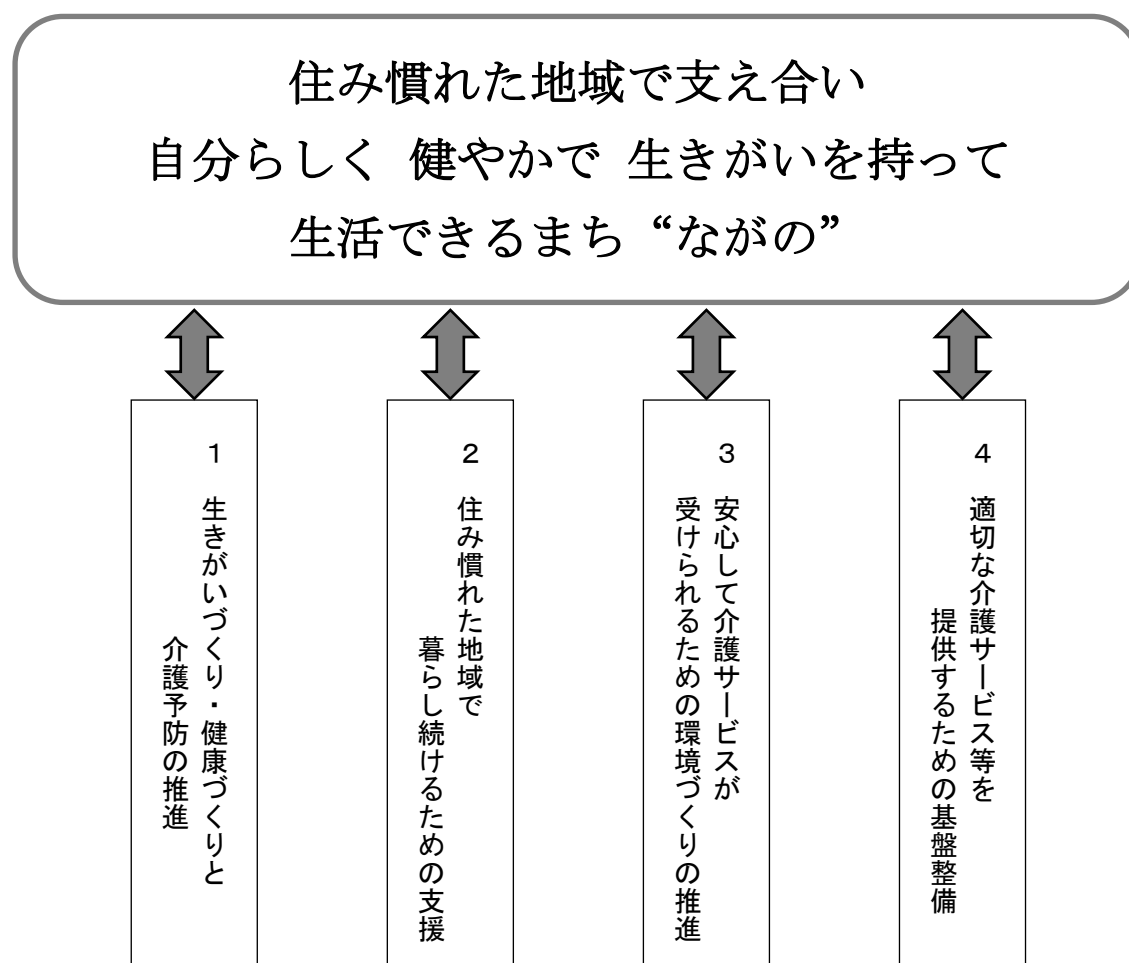 住み慣れた地域で支え合い
自分らしく 健やかで 生きがいを持って
生活できるまち “ながの”
1 生きがいづくり・健康づくりと
介護予防の推進
2 住み慣れた地域で
暮らし続けるための支援
3 安心して介護サービスが
受けられるための環境づくりの推進
4 適切な介護サービス等を
提供するための基盤整備